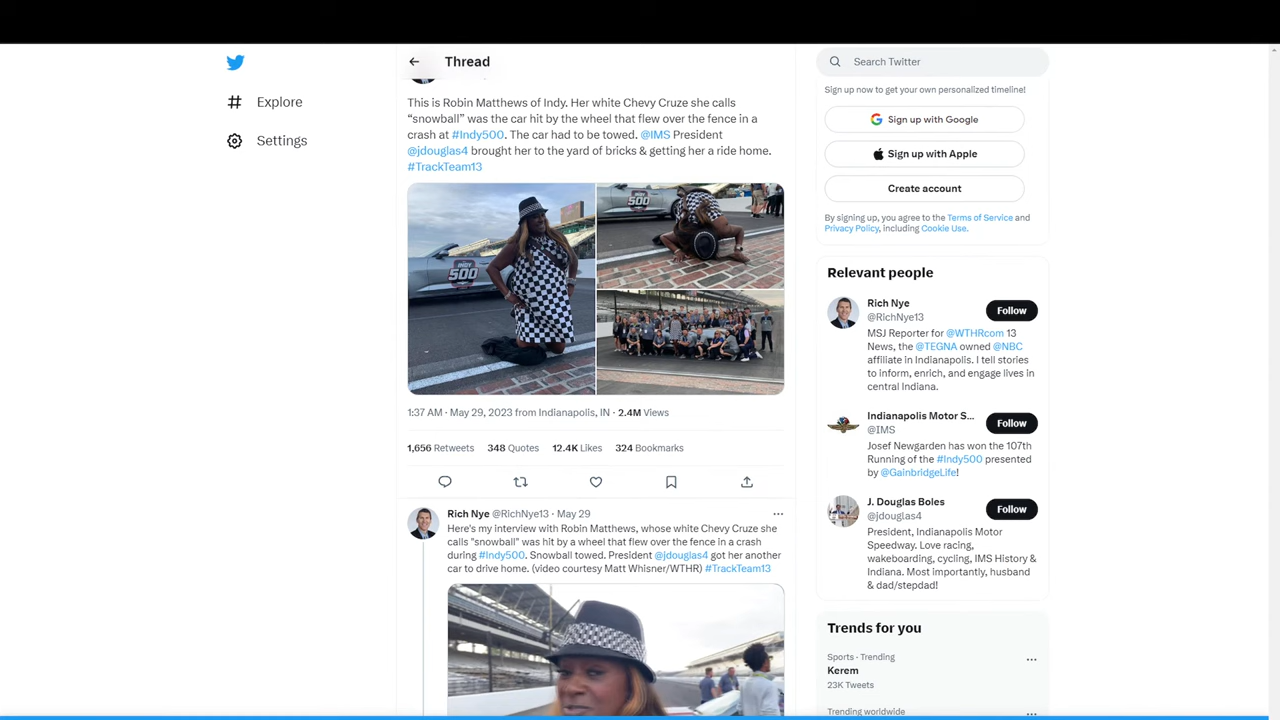 Thread
Search Twitter
Explore
Settings
This is Robin Matthews of Indy. Her white Chevy Cruze she calls
“snowball” was the car hit by the wheel that flew over the fence in a
crash at #Indy500. The car had to be towed. @IMS President
@jdouglas4 brought her to the yard of bricks & getting her a ride home.
#TrackTeam13
INDY
500
500
1:37 AM · May 29, 2023 from Indianapolis, IN · 2.4M Views
1,656 Retweets 348 Quotes 12.4K Likes 324 Bookmarks
Rich Nye @RichNye13 · May 29
Here's my interview with Robin Matthews, whose white Chevy Cruze she
calls "snowball" was hit by a wheel that flew over the fence in a crash
during #Indy500. Snowball towed. President @jdouglas4 got her another
car to drive home. (video courtesy Matt Whisner/WTHR) #TrackTeam13
Sign up now to get your own personalized timeline!
Sign up with Google
Sign up with Apple
Create account
By signing up, you agree to the Terms of Service and
Privacy Policy, including Cookie Use.
Relevant people
Rich Nye
@RichNye13
Follow
MSJ Reporter for @WTHRcom 13
News, the @TEGNA owned @NBC
affiliate in Indianapolis. I tell stories
to inform, enrich, and engage lives in
central Indiana.
Indianapolis Motor S...
@IMS
Follow
Josef Newgarden has won the 107th
Running of the #Indy500 presented
by @GainbridgeLife!
J. Douglas Boles
@jdouglas4
Follow
President, Indianapolis Motor
Speedway. Love racing,
wakeboarding, cycling, IMS History &
Indiana. Most importantly, husband
& dad/stepdad!
Trends for you
Sports · Trending
Kerem
23K Tweets
Trending worldwide